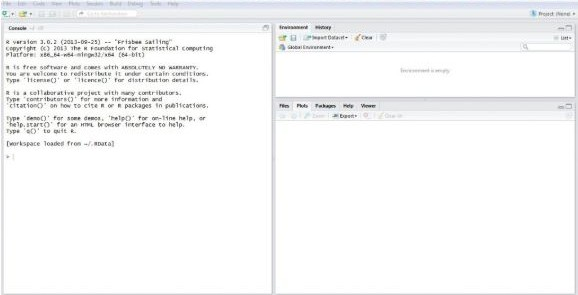 File Edit Code View Plots Session Build Debug Tools Help
Project: (None)
Console ~/
R version 3.0.2 (2013-09-25) -- "Frisbee Sailing"
Copyright (C) 2013 The R Foundation for Statistical Computing
Platform: x86_64-w64-mingw32/x64 (64-bit)
R is free software and comes with ABSOLUTELY NO WARRANTY.
You are welcome to redistribute it under certain conditions.
Type 'license()' or 'licence()' for distribution details.
R is a collaborative project with many contributors.
Type 'contributors()' for more information and
'citation()' on how to cite R or R packages in publications.
Type 'demo()' for some demos, 'help()' for on-line help, or
'help.start()' for an HTML browser interface to help.
Type 'q()' to quit R.
[Workspace loaded from ~/.RData]
>
Environment History
Import Dataset Clear List
Global Environment
Environment is empty
Files Plots Packages Help Viewer
Zoom Export Clear All